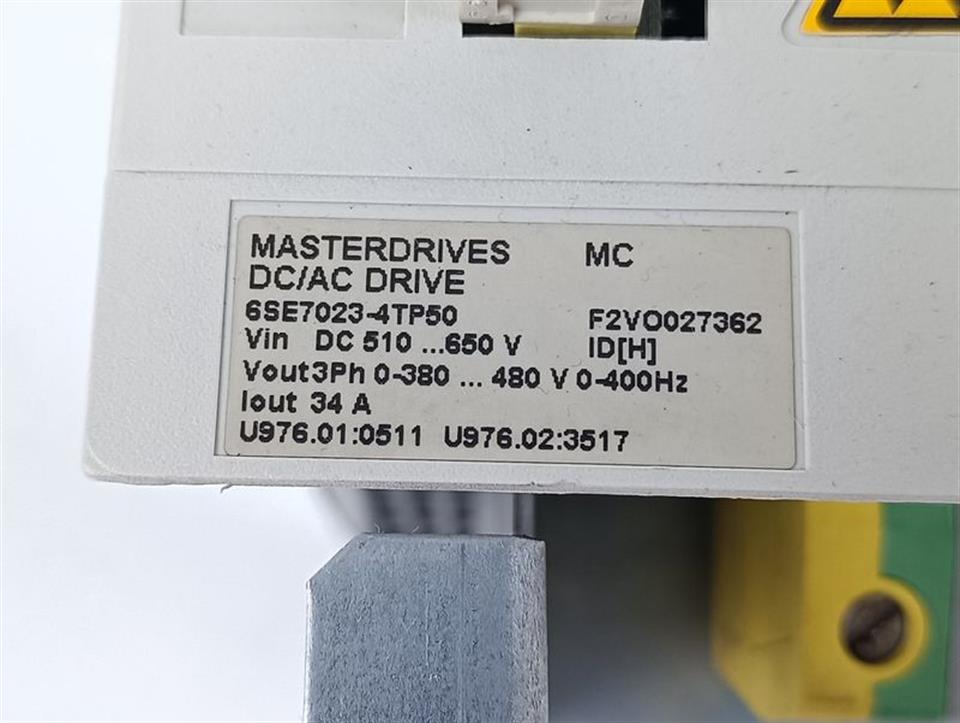 MASTERDRIVES MC
DC/AC DRIVE
6SE7023-4TP50 F2VO027362
Vin DC 510 ...650 V ID[H]
Vout3Ph 0-380 ... 480 V 0-400Hz
Iout 34 A
U976.01:0511 U976.02:3517